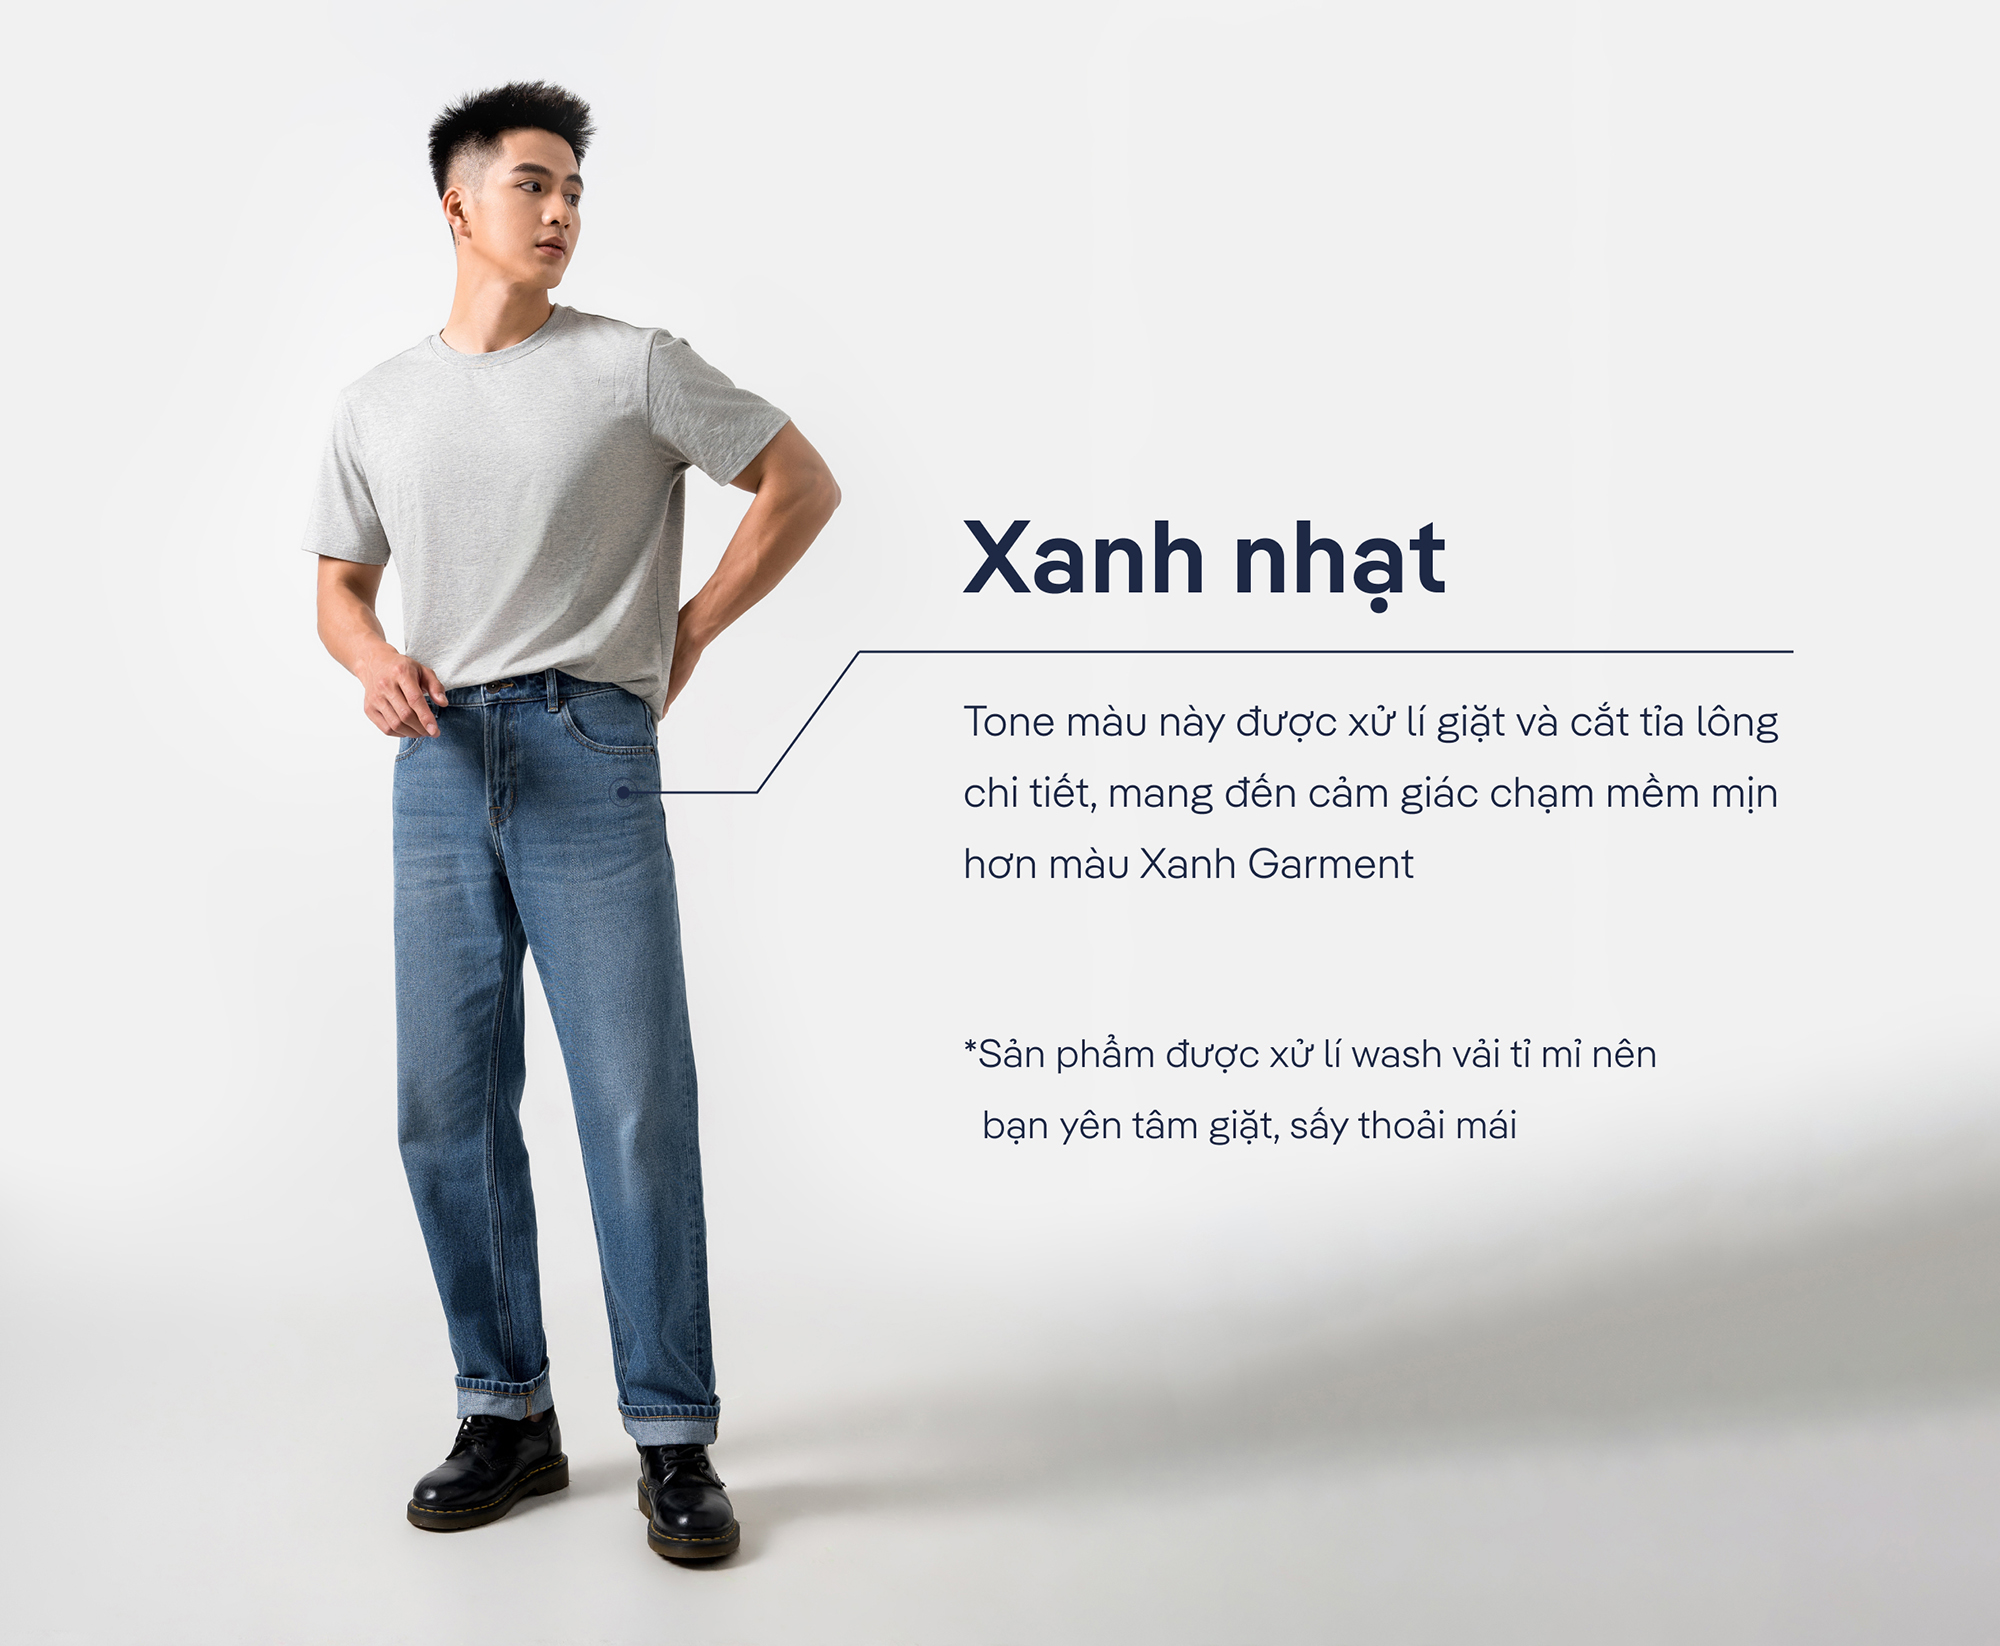 Xanh nhạt
Tone màu này được xử lí giặt và cắt tỉa lông
chi tiết, mang đến cảm giác chạm mềm mịn
hơn màu Xanh Garment
*Sản phẩm được xử lí wash vải tỉ mỉ nên
bạn yên tâm giặt, sấy thoải mái